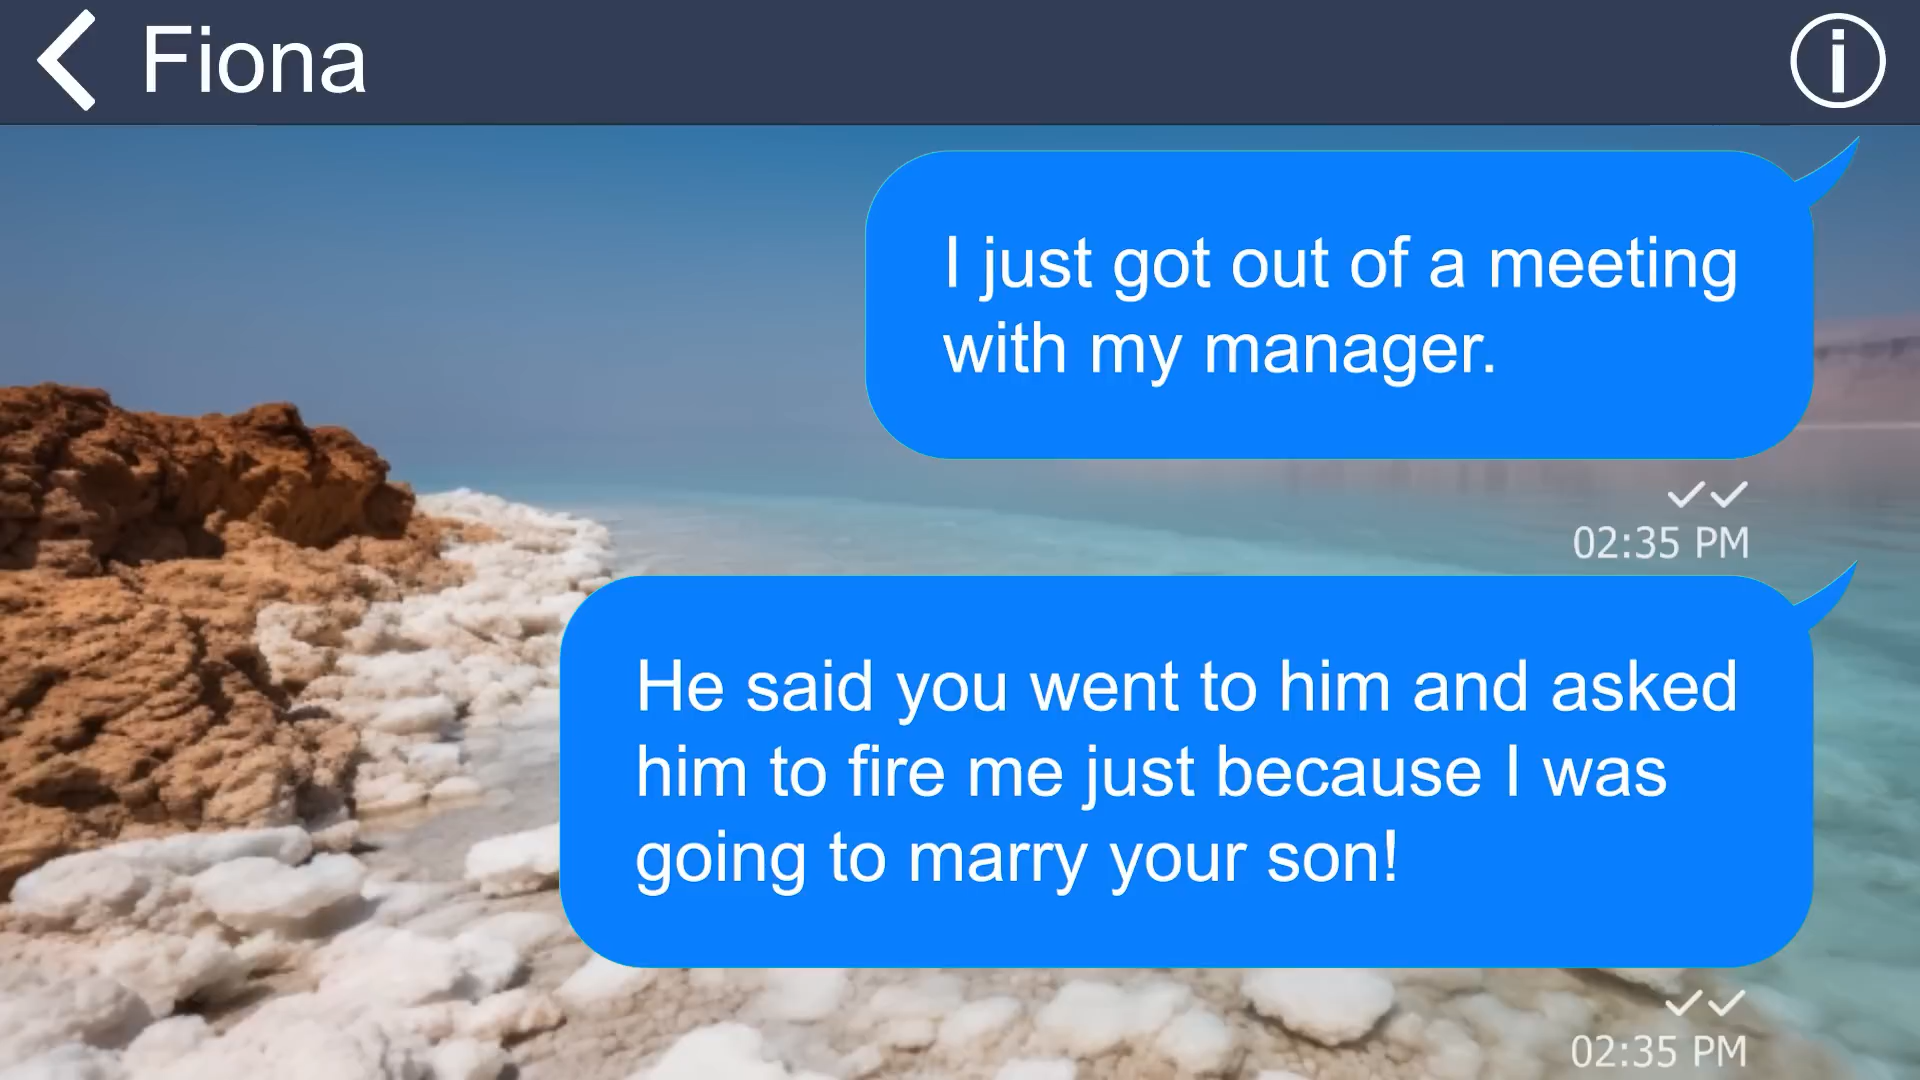 Fiona
I just got out of a meeting
with my manager.
02:35 PM
He said you went to him and asked
him to fire me just because I was
going to marry your son!
02:35 PM